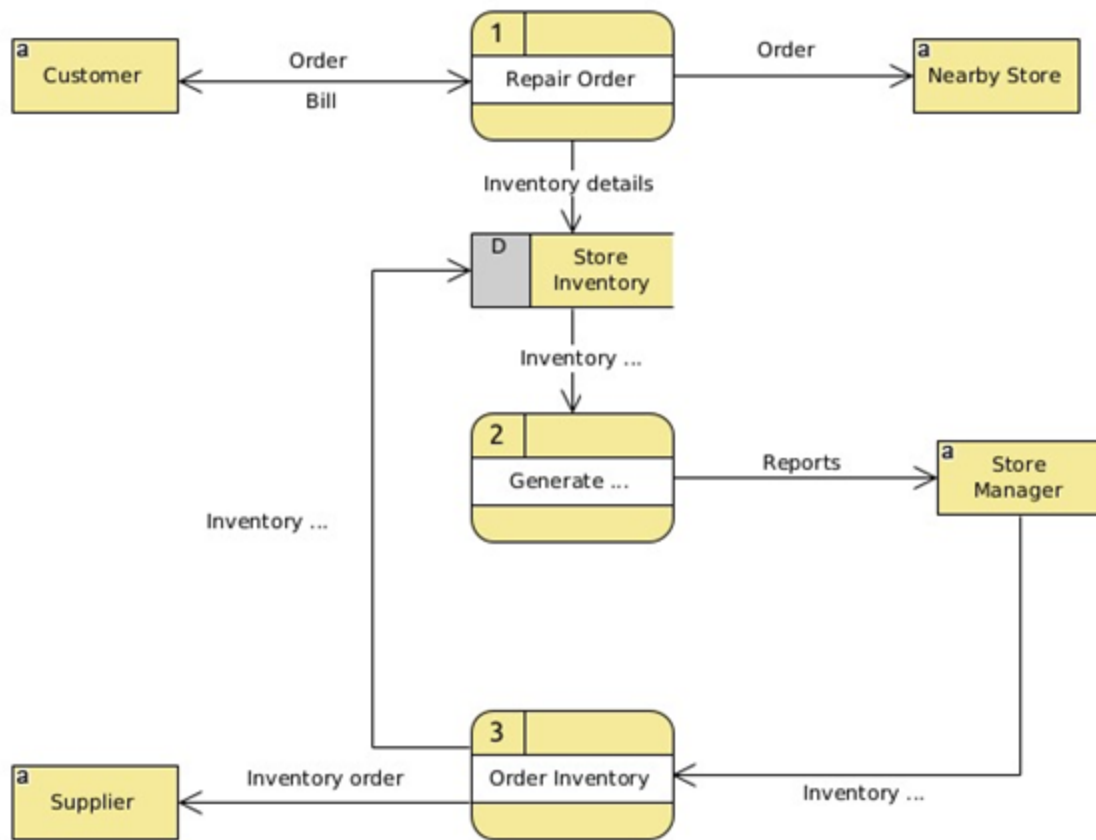 1
a
Customer
Order
Bill
Repair Order
Order
a
Nearby Store
Inventory details
D
Store
Inventory
Inventory ...
2
Generate ...
Reports
a
Store
Manager
Inventory ...
3
Order Inventory
Inventory ...
a
Supplier
Inventory order